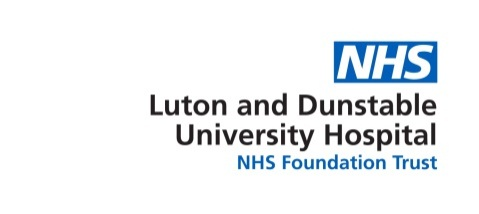 NHS
Luton and Dunstable
University Hospital
NHS Foundation Trust